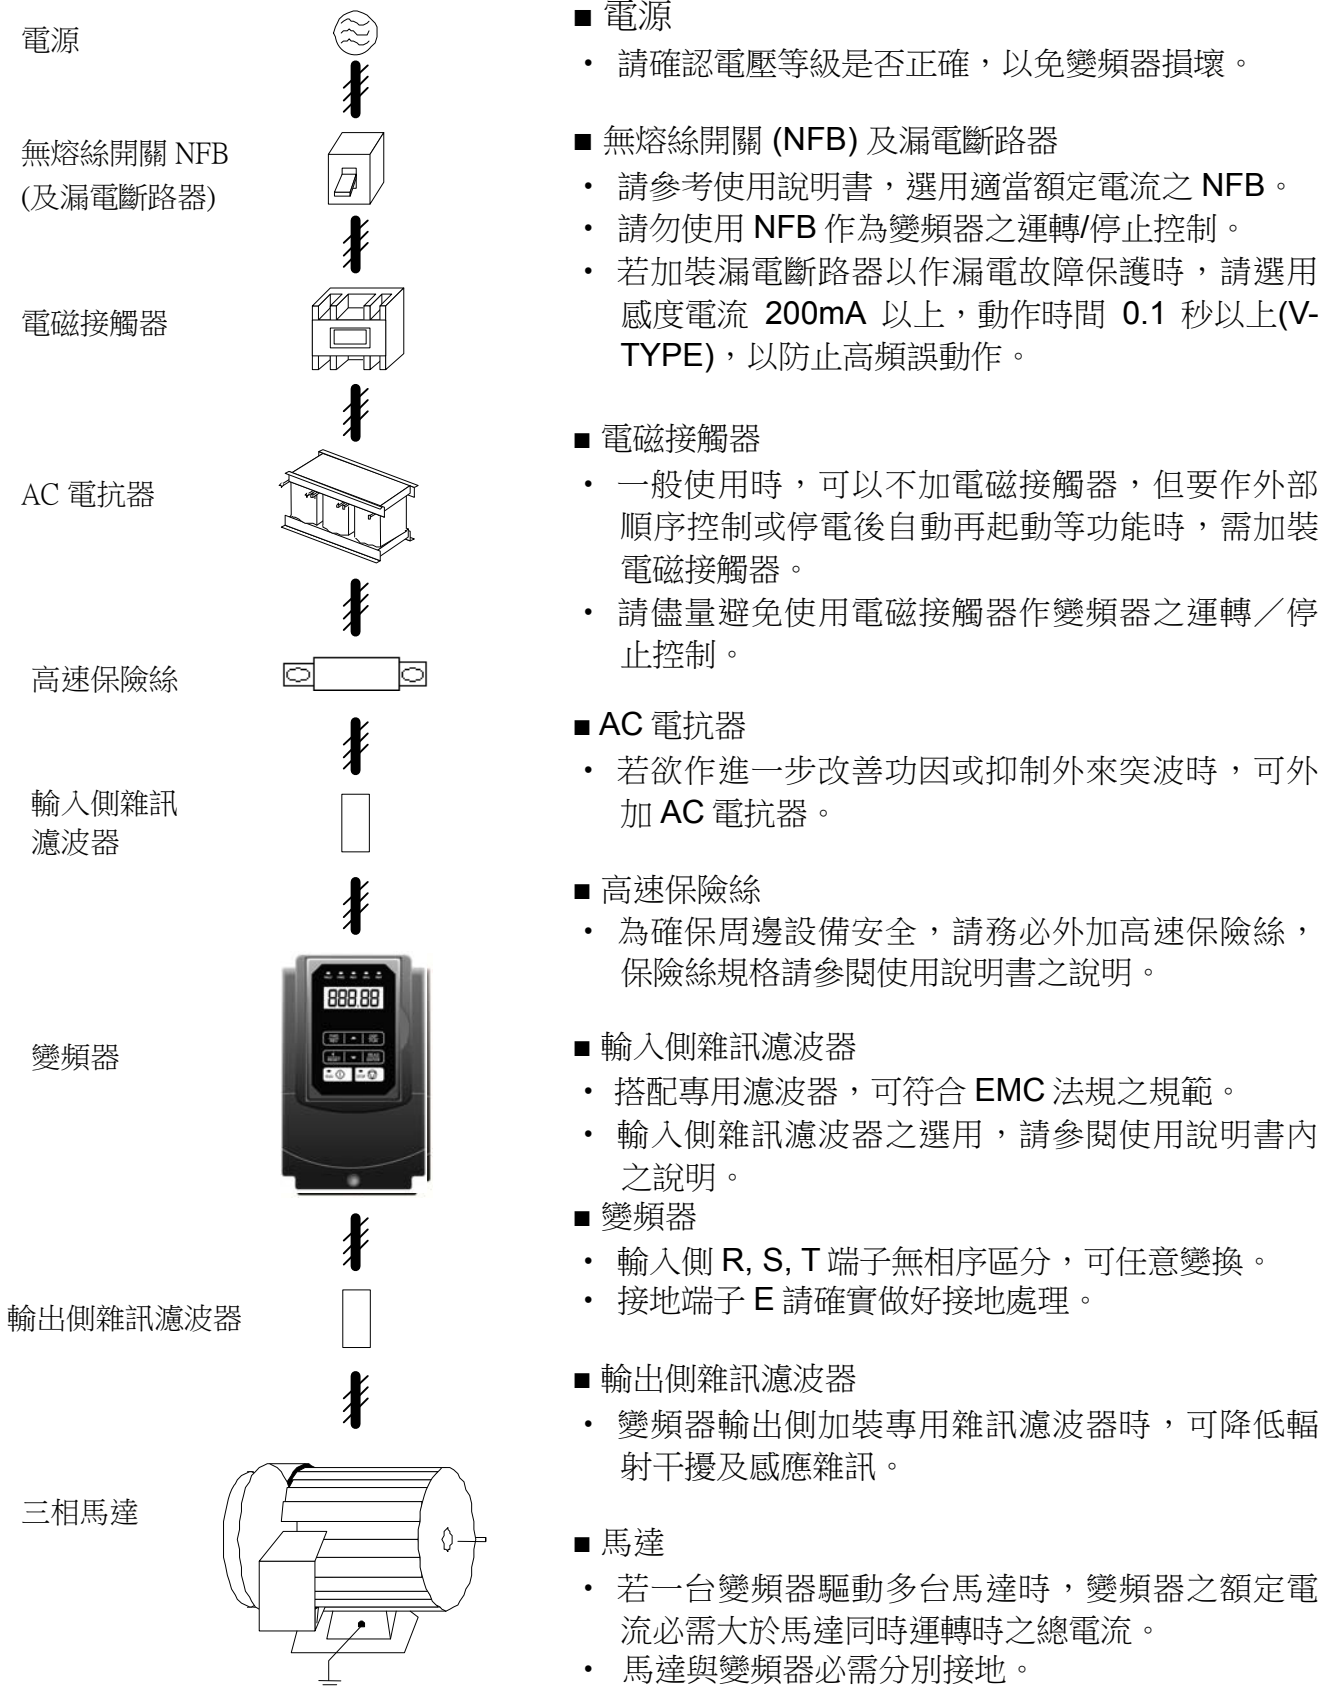 電源
無熔絲開關 NFB
(及漏電斷路器)
電磁接觸器
AC 電抗器
高速保險絲
輸入側雜訊
濾波器
變頻器
888.88
輸出側雜訊濾波器
三相馬達
■ 電源
‧ 請確認電壓等級是否正確，以免變頻器損壞。
■ 無熔絲開關 (NFB) 及漏電斷路器
‧ 請參考使用說明書，選用適當額定電流之 NFB。
‧ 請勿使用 NFB 作為變頻器之運轉/停止控制。
‧ 若加裝漏電斷路器以作漏電故障保護時，請選用
感度電流 200mA 以上，動作時間 0.1 秒以上(V-
TYPE)，以防止高頻誤動作。
■ 電磁接觸器
‧ 一般使用時，可以不加電磁接觸器，但要作外部
順序控制或停電後自動再起動等功能時，需加裝
電磁接觸器。
‧ 請儘量避免使用電磁接觸器作變頻器之運轉／停
止控制。
■ AC 電抗器
‧ 若欲作進一步改善功因或抑制外來突波時，可外
加 AC 電抗器。
■ 高速保險絲
‧ 為確保周邊設備安全，請務必外加高速保險絲，
保險絲規格請參閱使用說明書之說明。
■ 輸入側雜訊濾波器
‧ 搭配專用濾波器，可符合 EMC 法規之規範。
‧ 輸入側雜訊濾波器之選用，請參閱使用說明書內
之說明。
■ 變頻器
‧ 輸入側 R, S, T 端子無相序區分，可任意變換。
‧ 接地端子 E 請確實做好接地處理。
■ 輸出側雜訊濾波器
‧ 變頻器輸出側加裝專用雜訊濾波器時，可降低輻
射干擾及感應雜訊。
■ 馬達
‧ 若一台變頻器驅動多台馬達時，變頻器之額定電
流必需大於馬達同時運轉時之總電流。
‧ 馬達與變頻器必需分別接地。